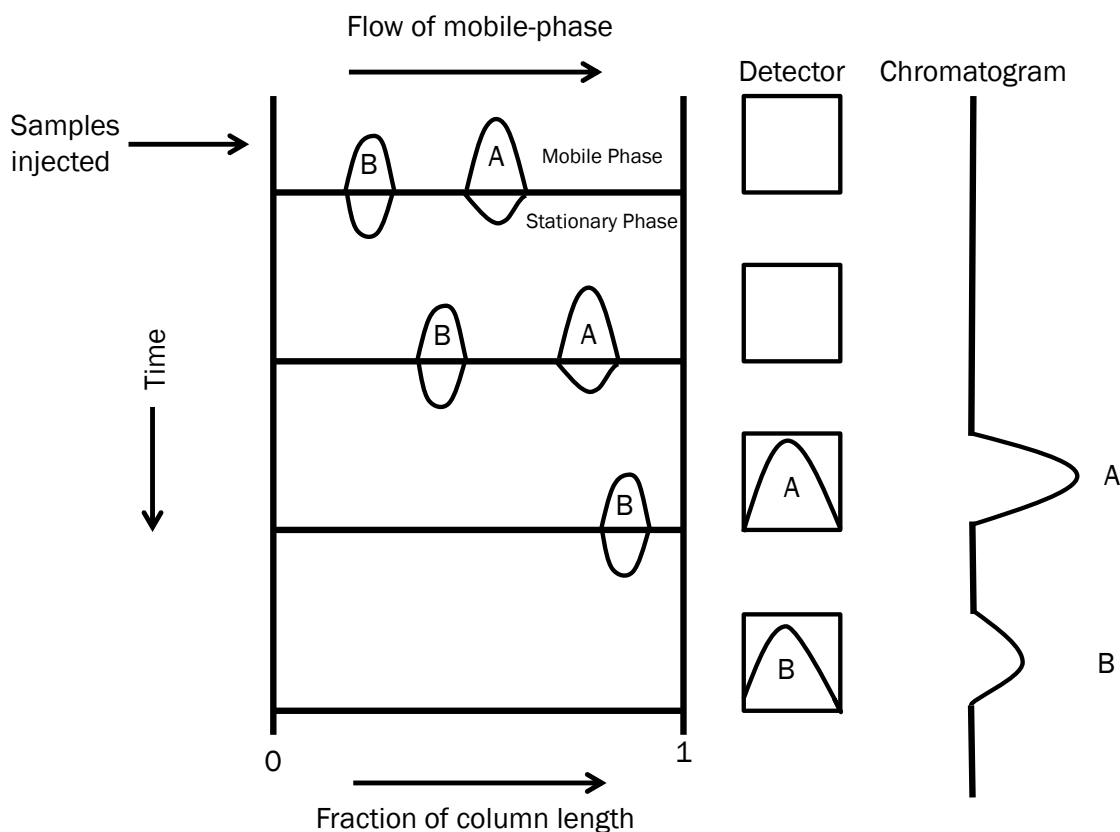 Flow of mobile-phase
Detector
Chromatogram
Samples
injected
B
A
Mobile Phase
Stationary Phase
B
A
Time
B
A
A
B
B
0
1
Fraction of column length